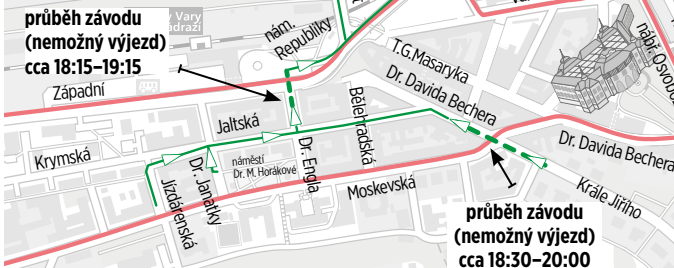 průběh závodu
(nemožný výjezd)
cca 18:15–19:15
Vary
nám.
Republiky
T.G.Masaryka
Dr. Davida Bechera
nábř. Osvobo
Západní
Jaltská
Bělehradská
Krymská
Dr. Janatky
náměstí
Dr. M. Horákové
Dr. Engla
Dr. Davida Bechera
Jízdárenská
Moskevská
Krále Jiřího
průběh závodu
(nemožný výjezd)
cca 18:30–20:00